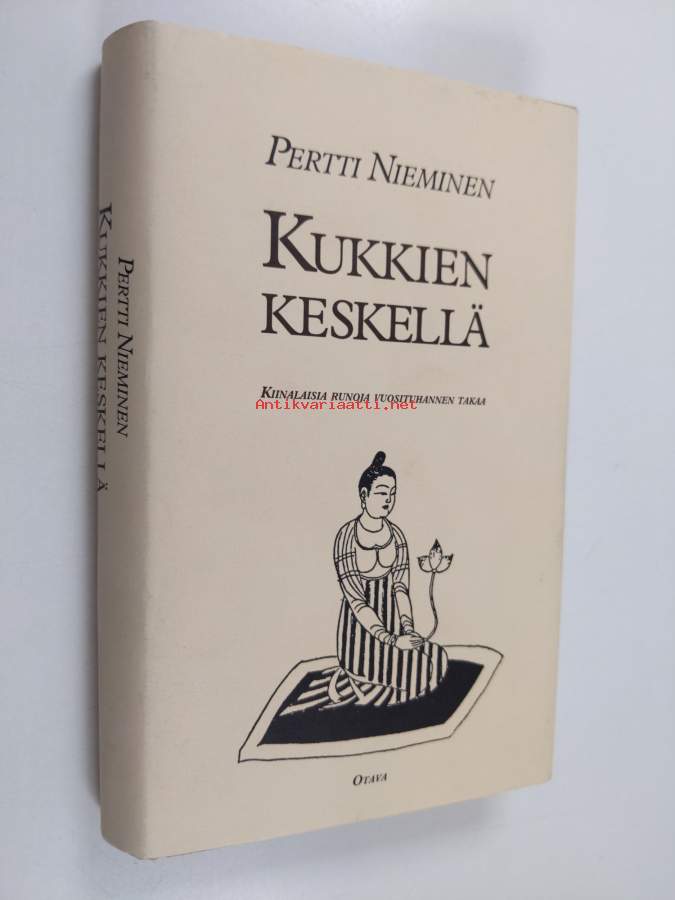 PERTTI NIEMINEN
KUKKIEN
KESKELLÄ
KIINALAISIA RUNOJA VUOSITUHANNEN TAKAA
Antikvariaatti.net
OTAVA
PERTTI NIEMINEN
KUKKIEN KESKELLÄ